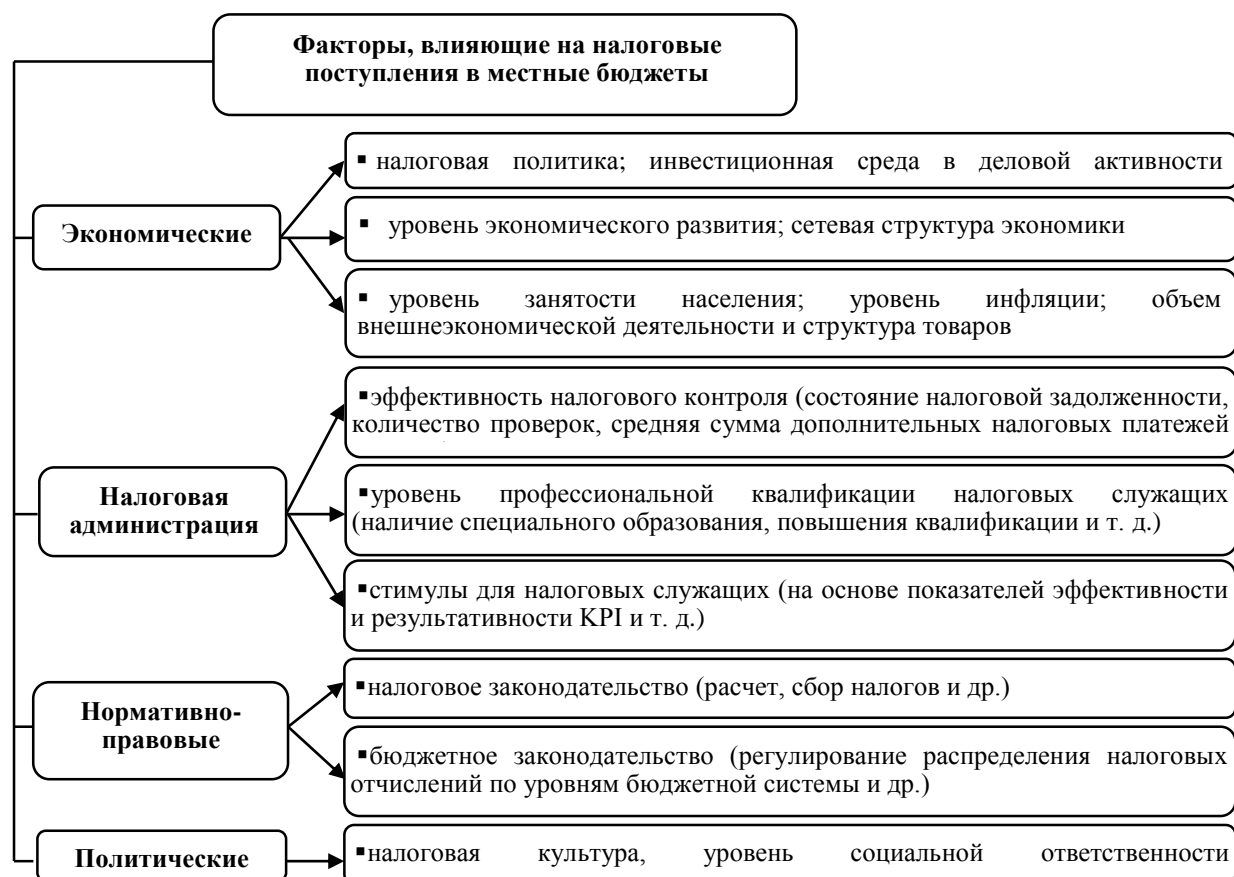 Факторы, влияющие на налоговые
поступления в местные бюджеты
Экономические
▪ налоговая политика; инвестиционная среда в деловой активности
▪ уровень экономического развития; сетевая структура экономики
▪ уровень занятости населения; уровень инфляции; объем
внешнеэкономической деятельности и структура товаров
Налоговая
администрация
▪эффективность налогового контроля (состояние налоговой задолженности,
количество проверок, средняя сумма дополнительных налоговых платежей
▪уровень профессиональной квалификации налоговых служащих
(наличие специального образования, повышения квалификации и т. д.)
▪стимулы для налоговых служащих (на основе показателей эффективности
и результативности KPI и т. д.)
Нормативно-
правовые
▪налоговое законодательство (расчет, сбор налогов и др.)
▪бюджетное законодательство (регулирование распределения налоговых
отчислений по уровням бюджетной системы и др.)
Политические
▪налоговая культура, уровень социальной ответственности